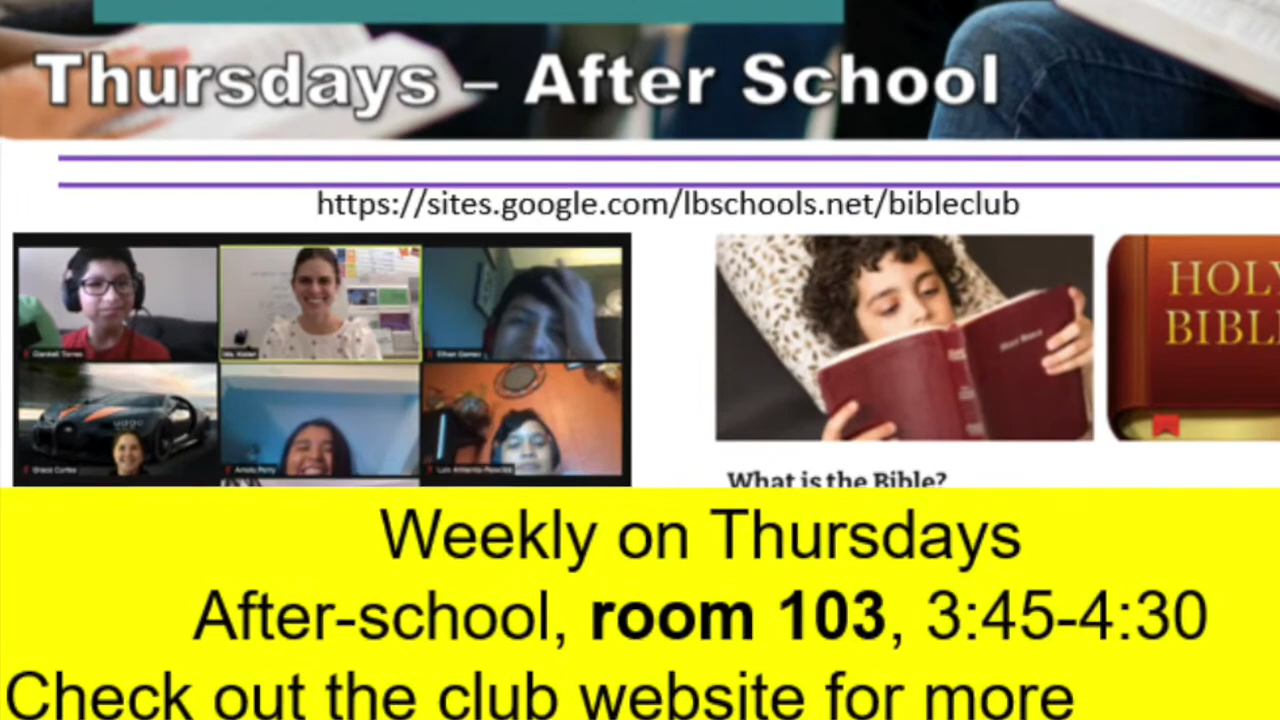 Thursdays – After School
https://sites.google.com/lbschools.net/bibleclub
HOLY
BIBLE
What is the Bible?
Weekly on Thursdays
After-school, room 103, 3:45-4:30
Check out the club website for more